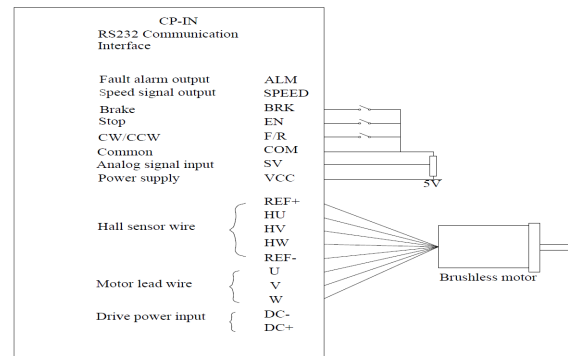 CP-IN
RS232 Communication
Interface
Fault alarm output ALM
Speed signal output SPEED
Brake BRK
Stop EN
CW/CCW F/R
Common COM
Analog signal input SV
Power supply VCC
5V
REF+
HU
Hall sensor wire HV
HW
REF-
U
Motor lead wire V
W
Drive power input DC-
DC+
Brushless motor